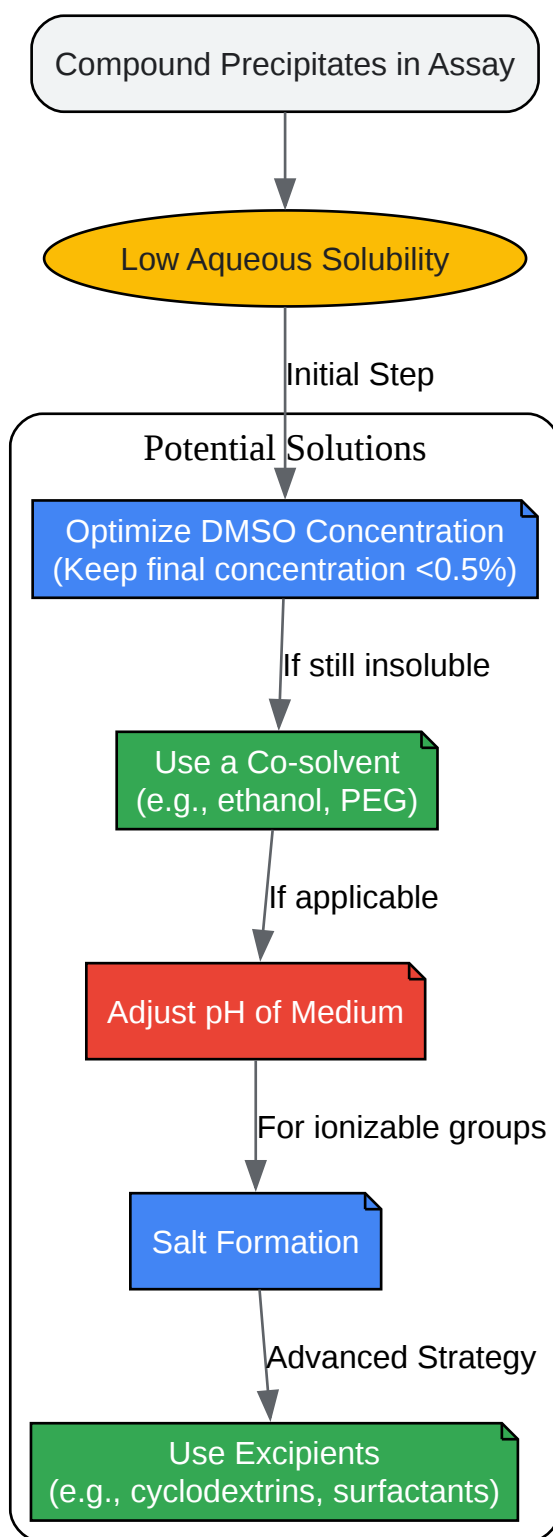 Compound Precipitates in Assay
Low Aqueous Solubility
Initial Step
Potential Solutions
Optimize DMSO Concentration
(Keep final concentration <0.5%)
If still insoluble
Use a Co-solvent
(e.g., ethanol, PEG)
If applicable
Adjust pH of Medium
For ionizable groups
Salt Formation
Advanced Strategy
Use Excipients
(e.g., cyclodextrins, surfactants)